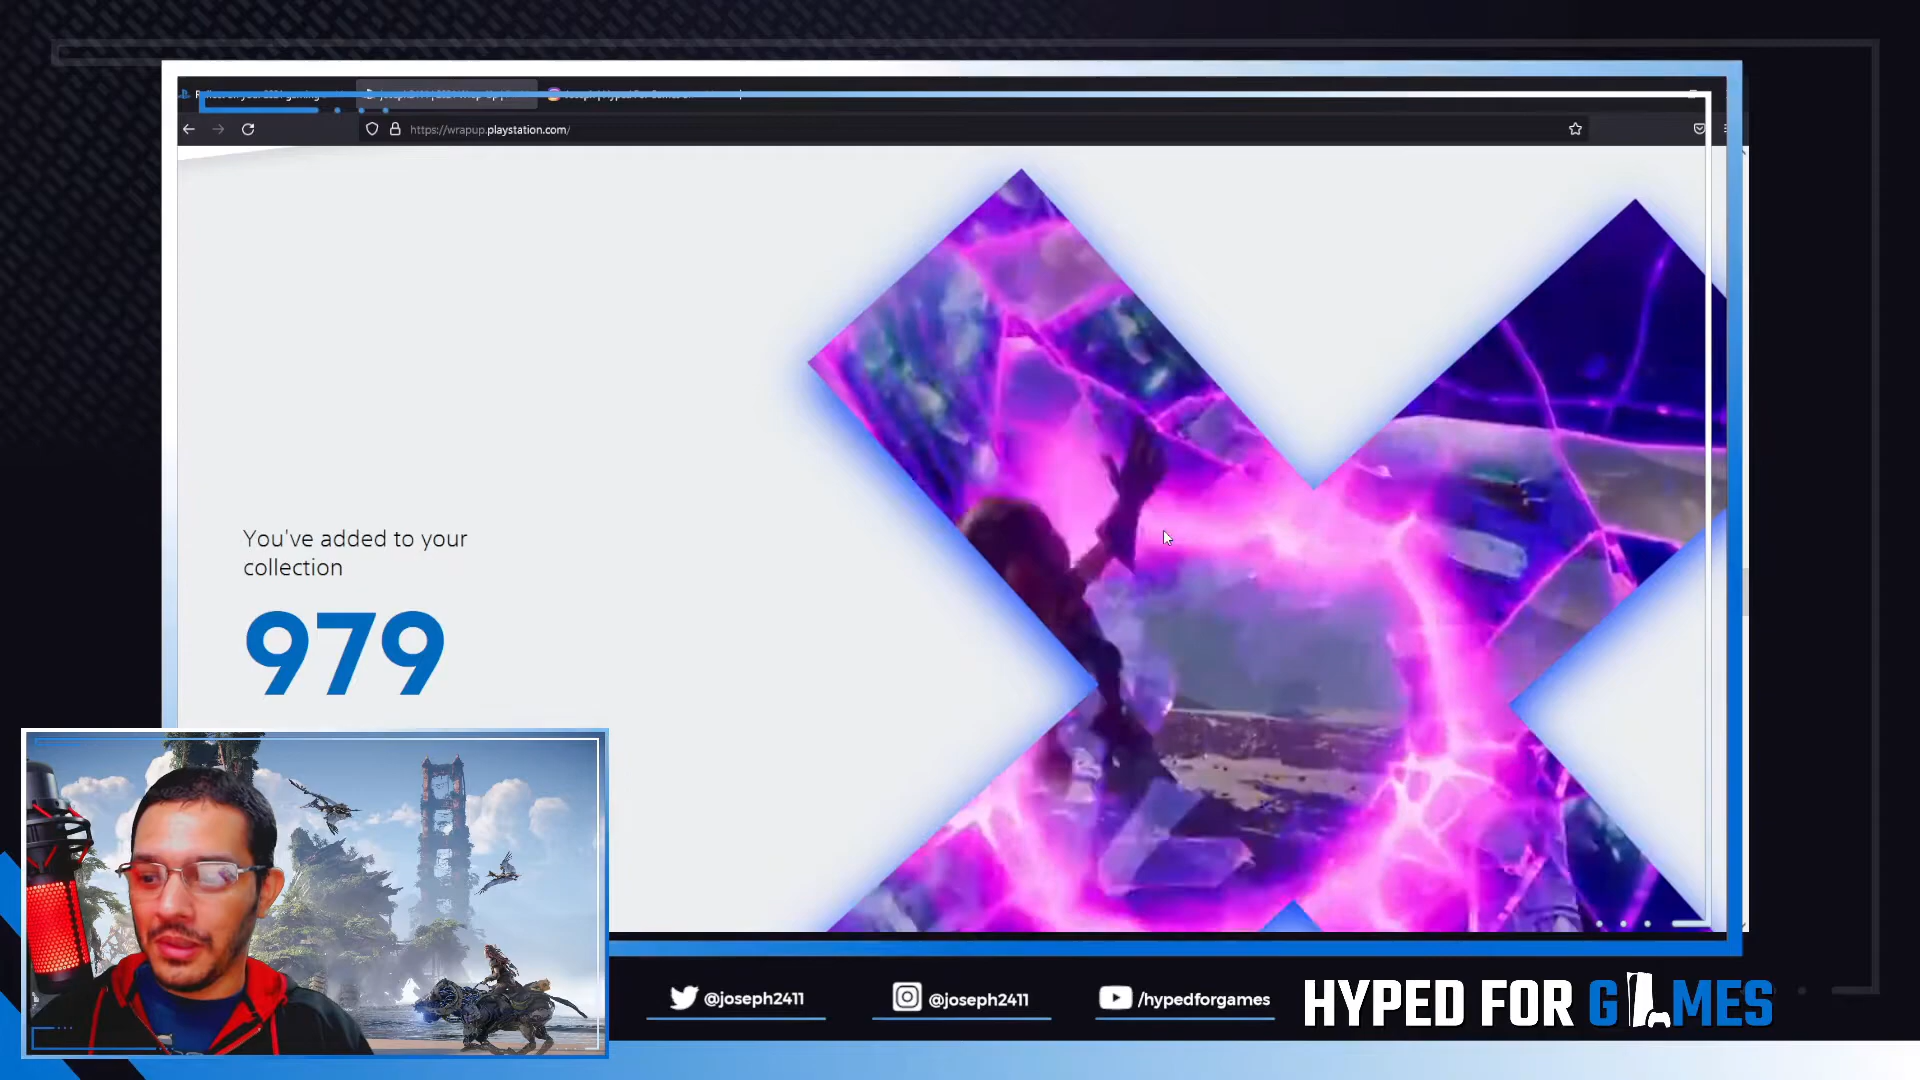 https://wrapup.playstation.com/
You've added to your
collection
979
@joseph2411
@joseph2411
/hypedforgames
HYPED FOR GAMES